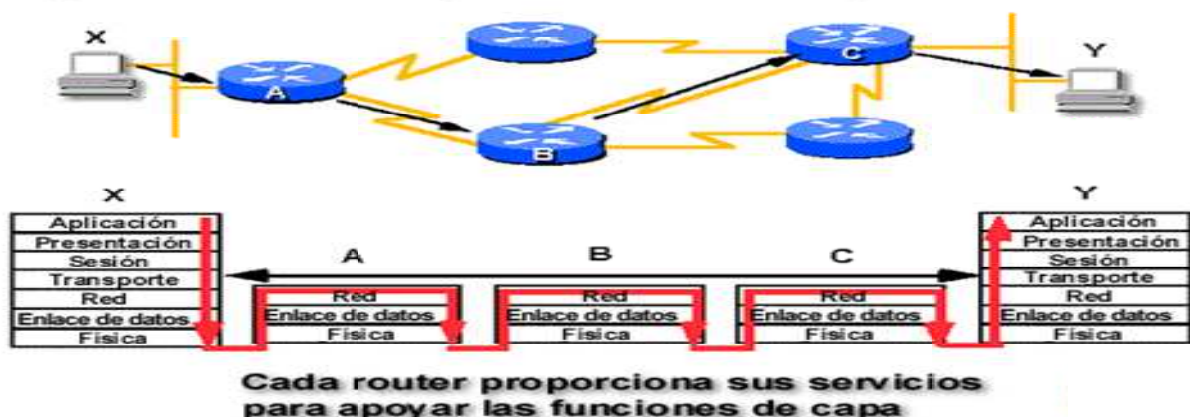 X
A
B
C
Y
X
Y
Aplicación
Presentación
Sesión
Transporte
Red
Enlace de datos
Física
A
B
C
Red
Enlace de datos
Física
Red
Enlace de datos
Física
Red
Enlace de datos
Física
Aplicación
Presentación
Sesión
Transporte
Red
Enlace de datos
Física
Cada router proporciona sus servicios
para apoyar las funciones de capa